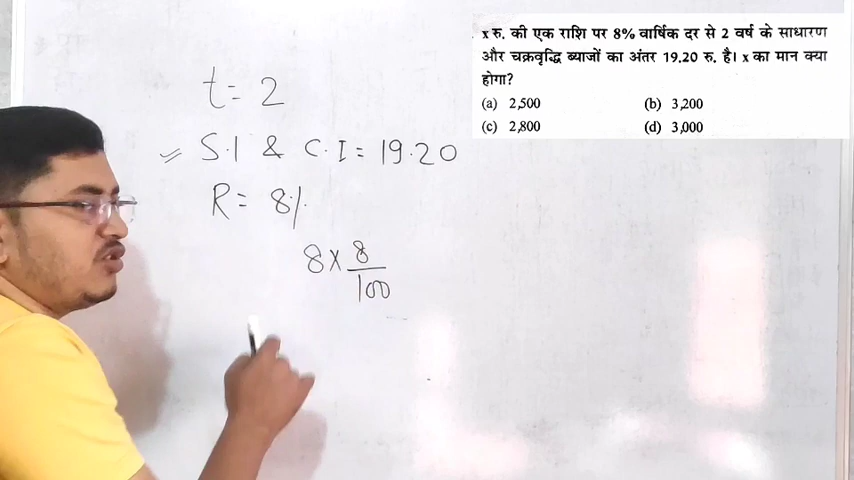 x रु. की एक राशि पर 8% वार्षिक दर से 2 वर्ष के साधारण
और चक्रवृद्धि ब्याजों का अंतर 19.20 रु. है। x का मान क्या
होगा?
(a) 2,500 (b) 3,200
(c) 2,800 (d) 3,000
t = 2
S.I & C.I = 19.20
R = 8%
8 × 8/100